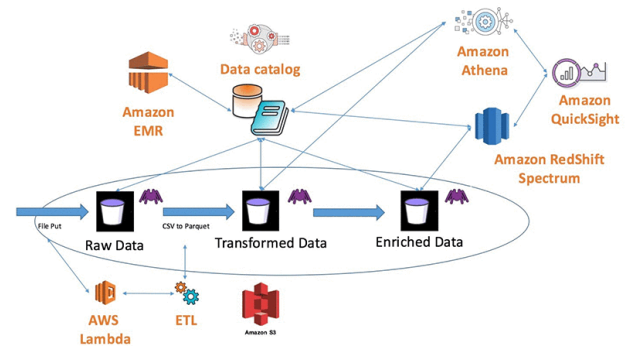 Data catalog
Amazon
EMR
Amazon
Athena
Amazon
QuickSight
Amazon RedShift
Spectrum
File Put
Raw Data
CSV to Parquet
Transformed Data
Enriched Data
AWS
Lambda
ETL
Amazon S3